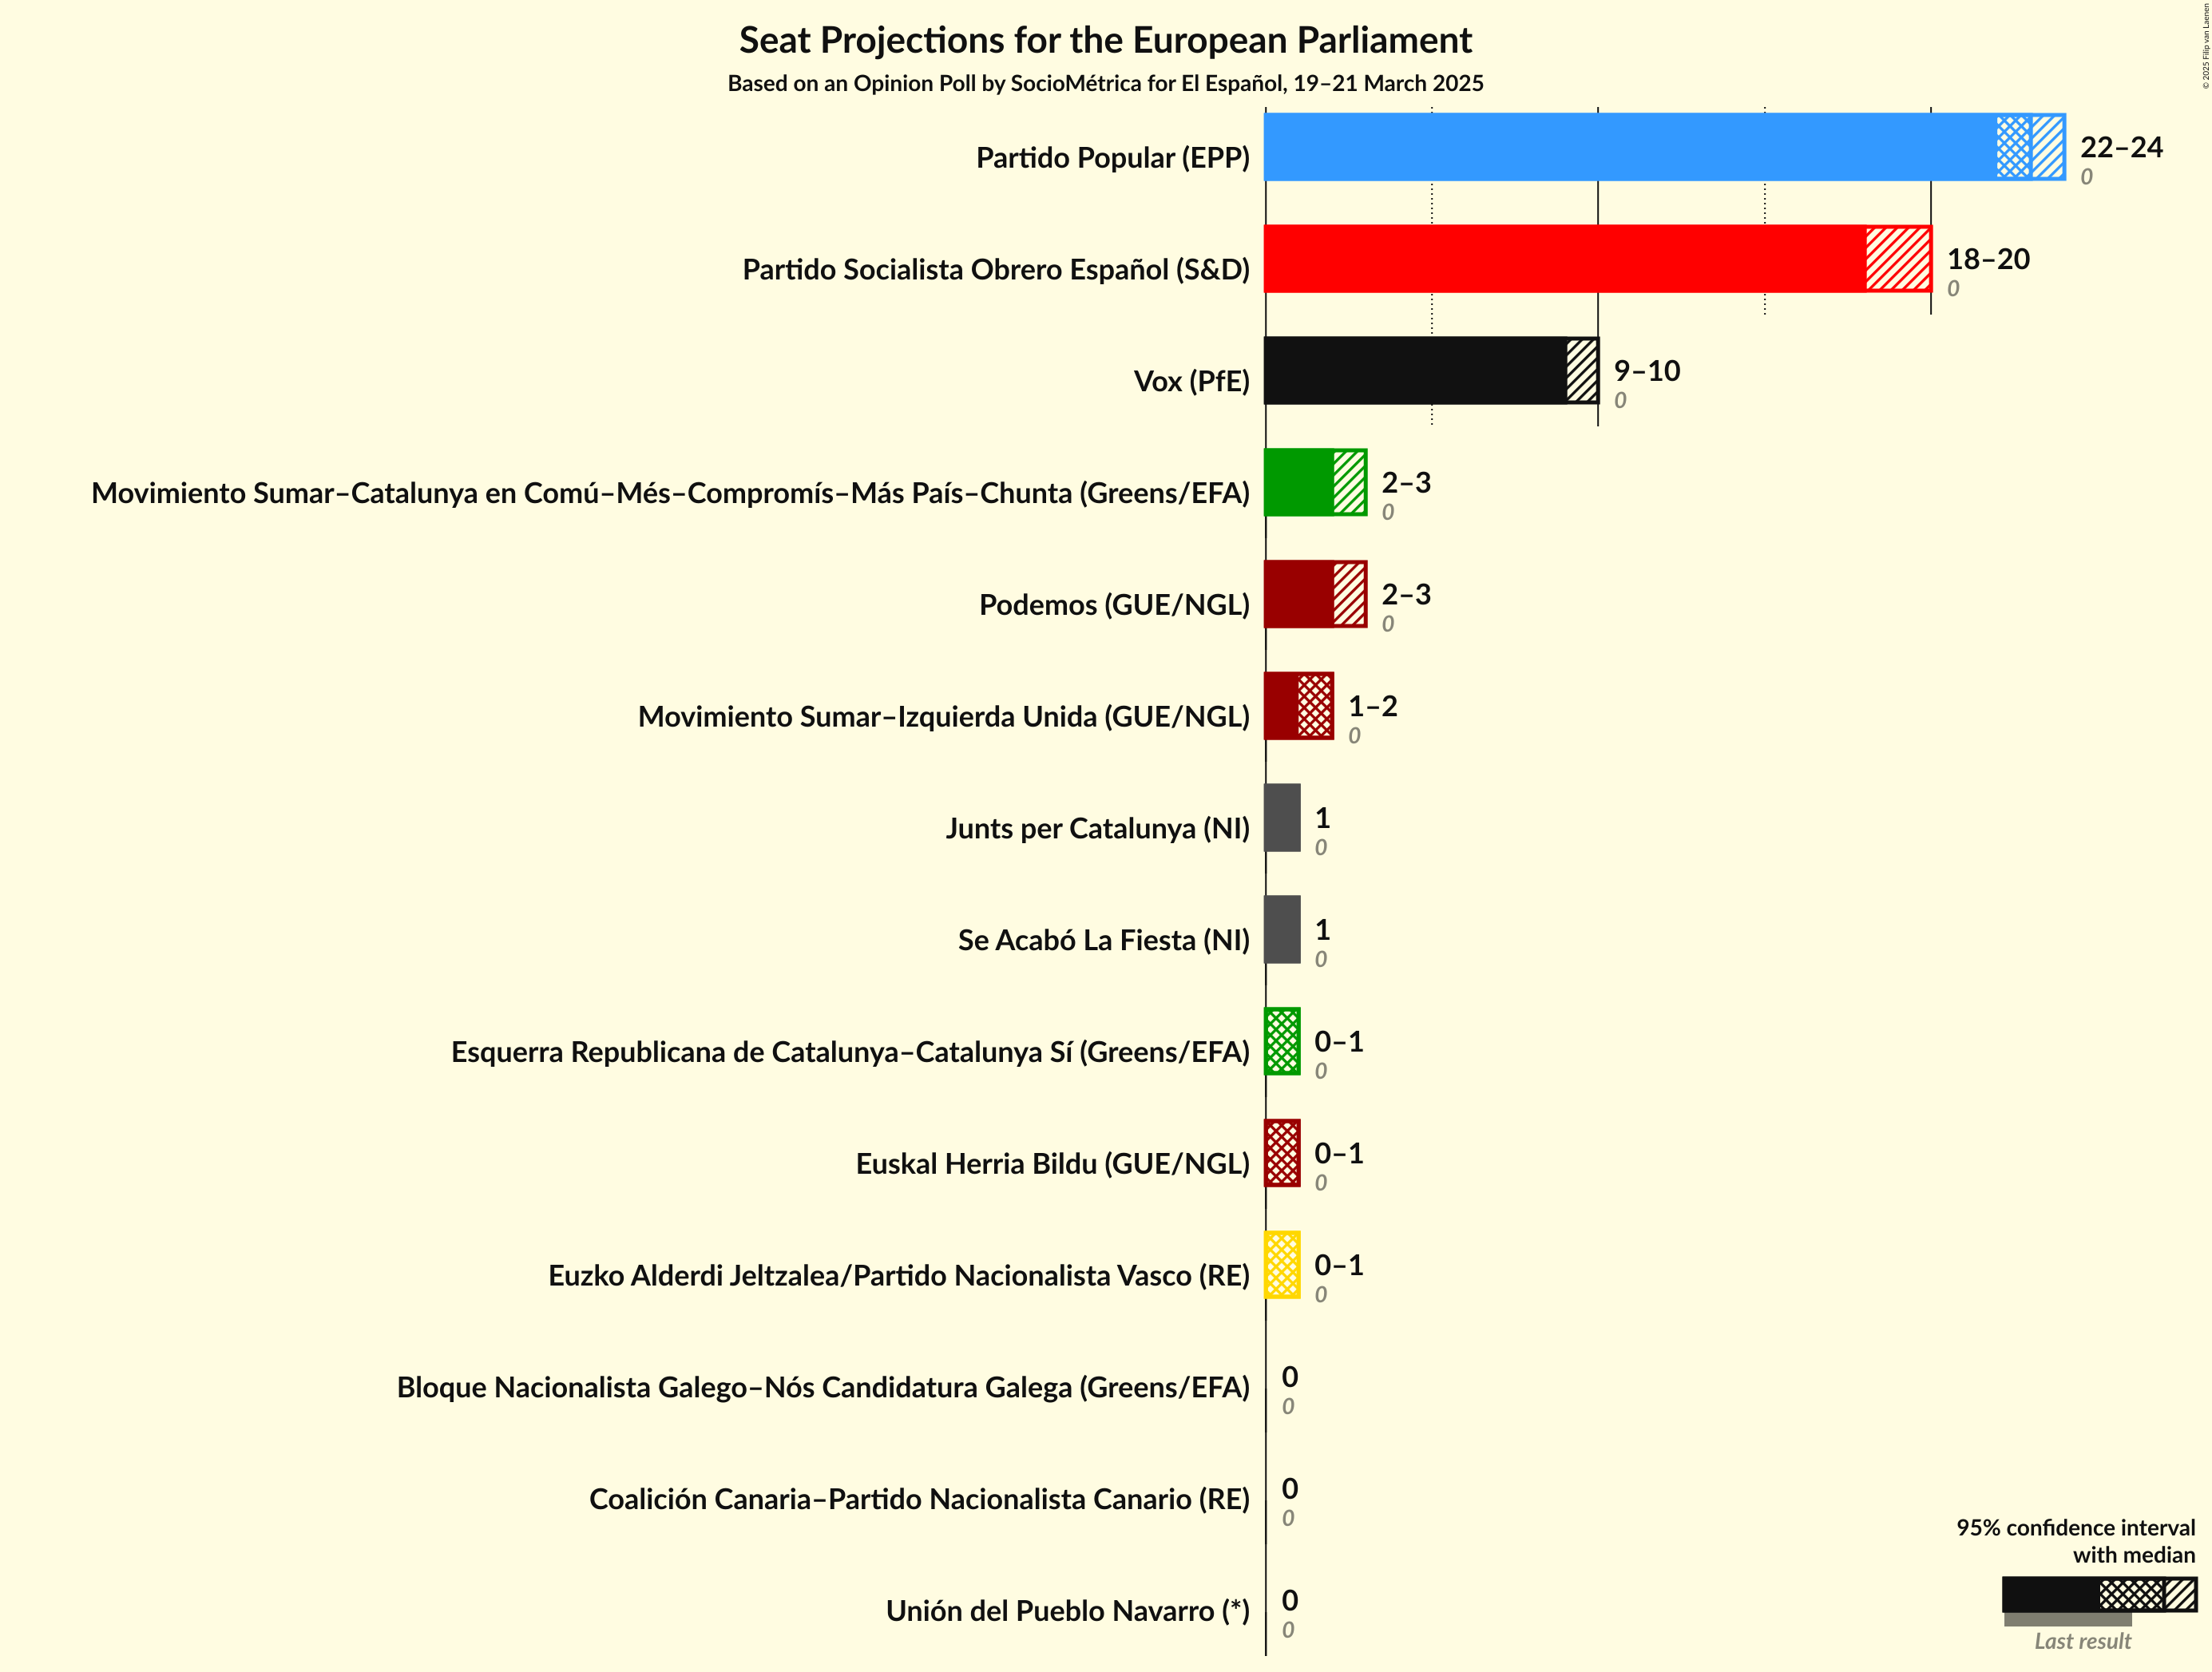 Seat Projections for the European Parliament
Based on an Opinion Poll by SocioMétrica for El Español, 19–21 March 2025
© 2025 Filip van Laenen
Partido Popular (EPP)
22–24
0
Partido Socialista Obrero Español (S&D)
18–20
0
Vox (PfE)
9–10
0
Movimiento Sumar–Catalunya en Comú–Més–Compromís–Más País–Chunta (Greens/EFA)
2–3
0
Podemos (GUE/NGL)
2–3
0
Movimiento Sumar–Izquierda Unida (GUE/NGL)
1–2
0
Junts per Catalunya (NI)
1
0
Se Acabó La Fiesta (NI)
1
0
Esquerra Republicana de Catalunya–Catalunya Sí (Greens/EFA)
0–1
0
Euskal Herria Bildu (GUE/NGL)
0–1
0
Euzko Alderdi Jeltzalea/Partido Nacionalista Vasco (RE)
0–1
0
Bloque Nacionalista Galego–Nós Candidatura Galega (Greens/EFA)
0
0
Coalición Canaria–Partido Nacionalista Canario (RE)
0
0
Unión del Pueblo Navarro (*)
0
0
95% confidence interval
with median
Last result